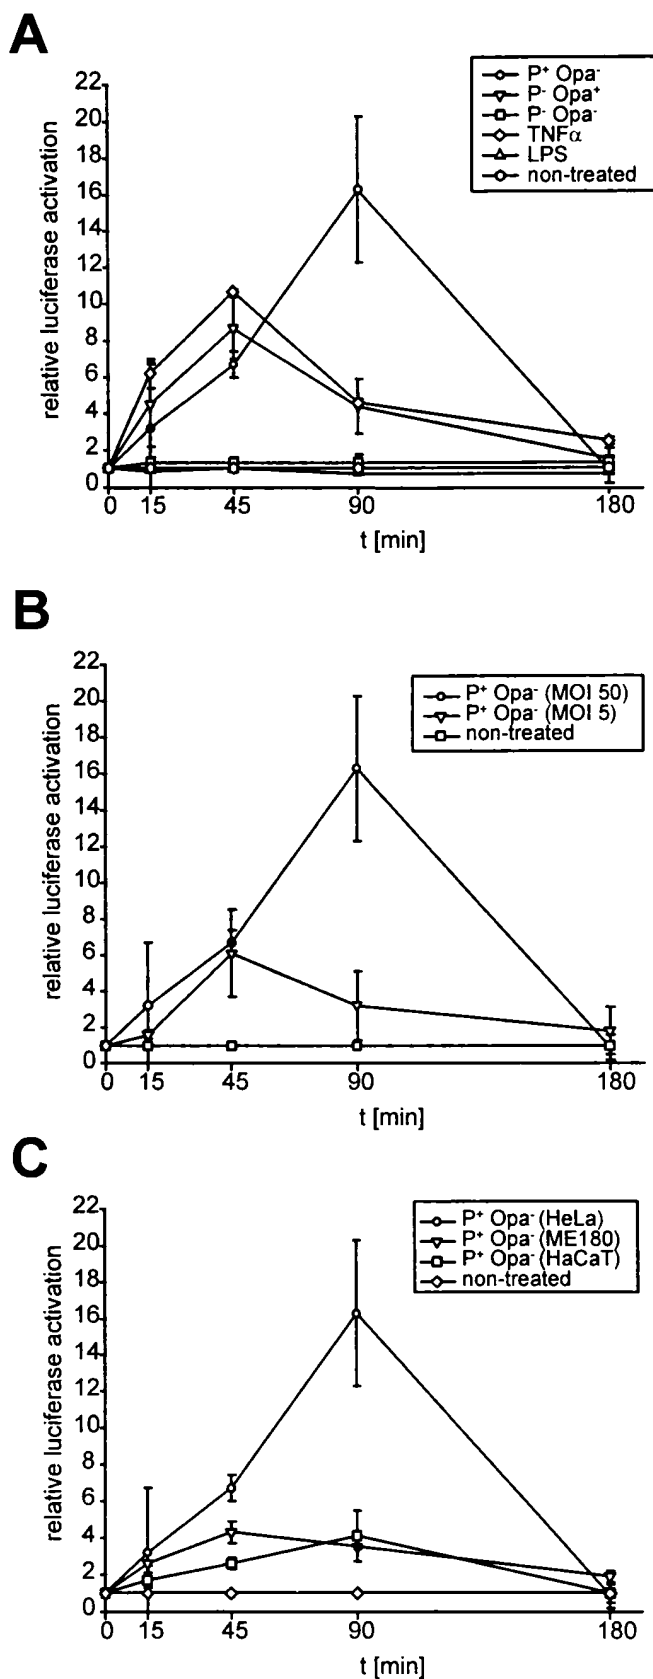 A
relative luciferase activation
22
20
18
16
14
12
10
8
6
4
2
0
P⁺ Opa⁻
P⁻ Opa⁺
P⁻ Opa⁻
TNFα
LPS
non-treated
0 15 45 90 180
t [min]
B
relative luciferase activation
22
20
18
16
14
12
10
8
6
4
2
0
P⁺ Opa⁻ (MOI 50)
P⁺ Opa⁻ (MOI 5)
non-treated
0 15 45 90 180
t [min]
C
relative luciferase activation
22
20
18
16
14
12
10
8
6
4
2
0
P⁺ Opa⁻ (HeLa)
P⁺ Opa⁻ (ME180)
P⁺ Opa⁻ (HaCaT)
non-treated
0 15 45 90 180
t [min]